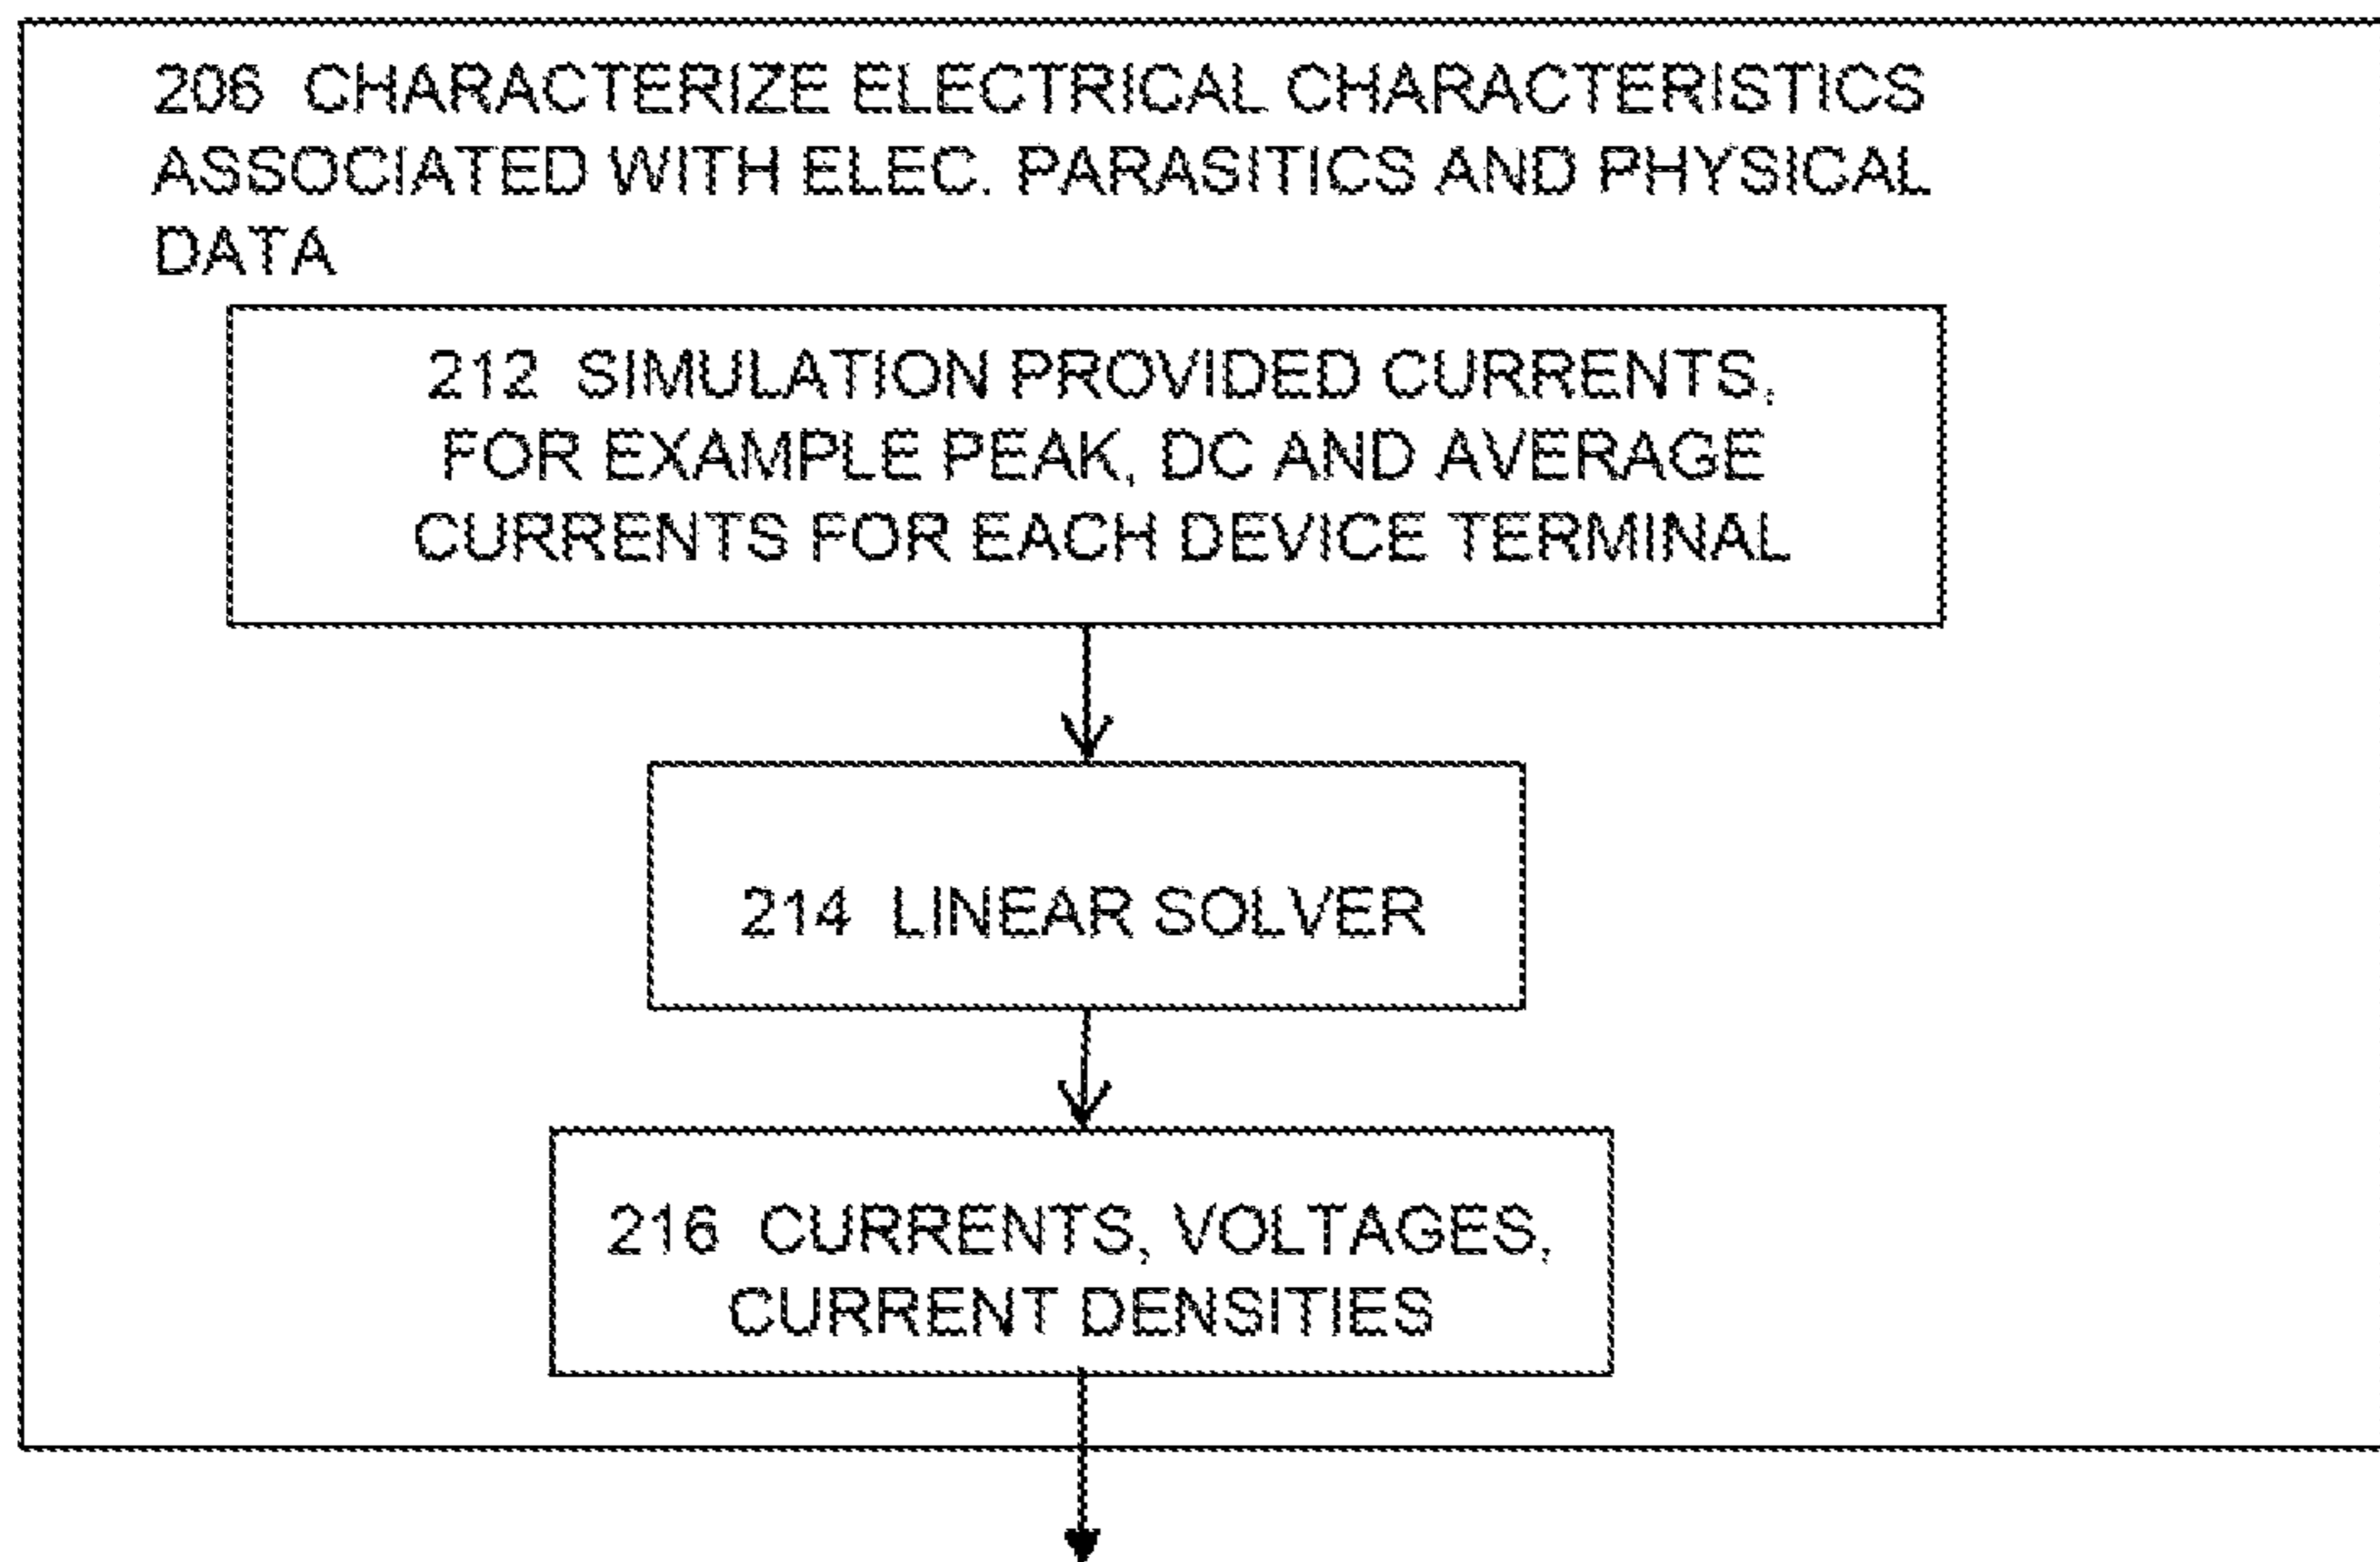 206 CHARACTERIZE ELECTRICAL CHARACTERISTICS
ASSOCIATED WITH ELEC. PARASITICS AND PHYSICAL
DATA
212 SIMULATION PROVIDED CURRENTS,
FOR EXAMPLE PEAK, DC AND AVERAGE
CURRENTS FOR EACH DEVICE TERMINAL
214 LINEAR SOLVER
216 CURRENTS, VOLTAGES,
CURRENT DENSITIES